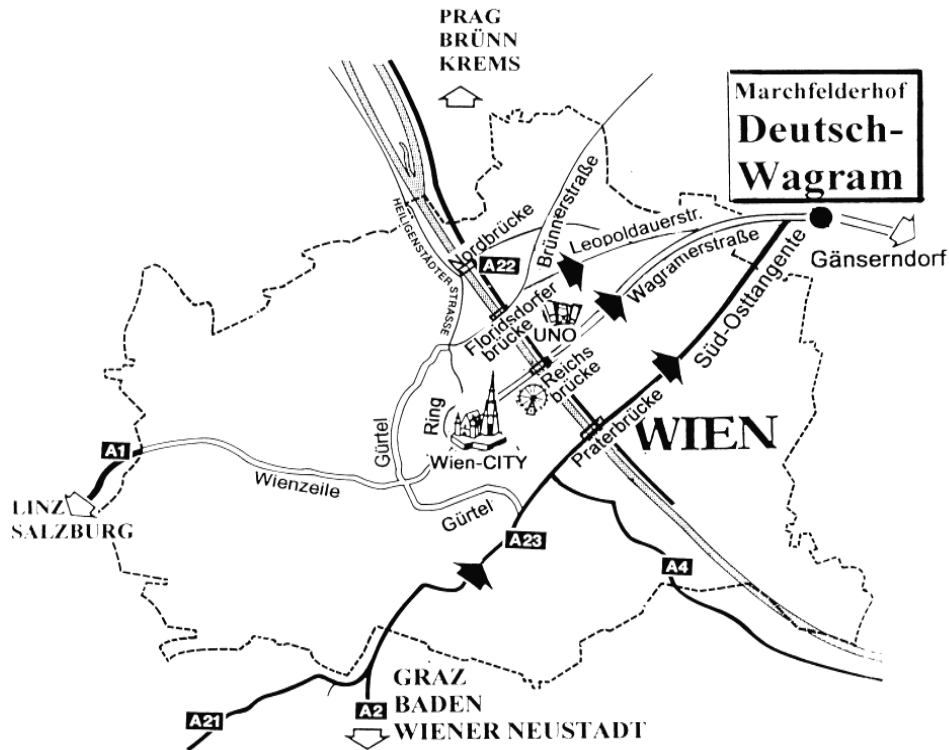 PRAG
BRÜNN
KREMS
Marchfelderhof
Deutsch-
Wagram
HEILIGENSTÄDTER-STRASSE
Nordbrücke
A22
Brünnerstraße
Leopoldauerstr.
Wagramerstraße
Gänserndorf
Floridsdorfer
brücke
UNO
Reichs
brücke
Süd-Osttangente
Praterbrücke
WIEN
Ring
Gürtel
Wien-CITY
A1
Wienzeile
LINZ
SALZBURG
Gürtel
A23
A4
GRAZ
BADEN
WIENER NEUSTADT
A2
A21